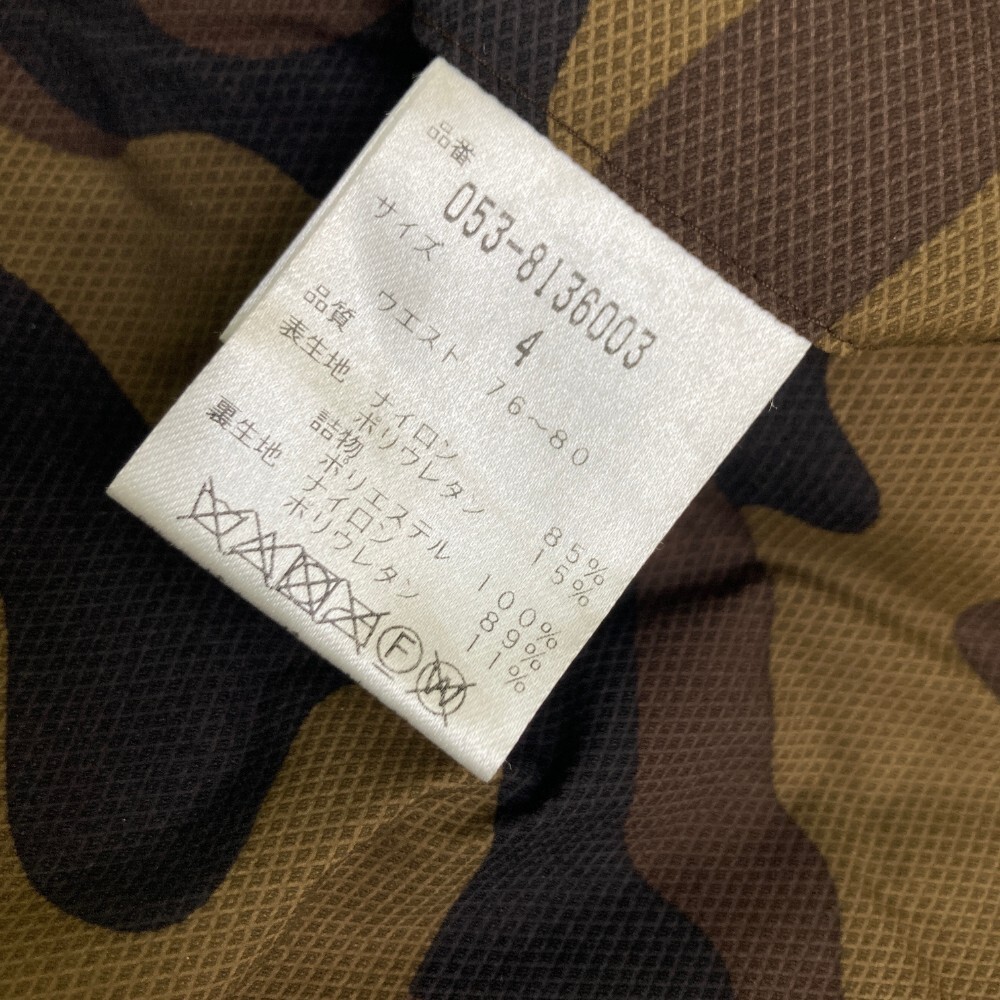 品番
053-8136003
サイズ 4
ウエスト 76～80
品質
表生地 ナイロン 85%
ポリウレタン 15%
詰物 ポリエステル 100%
裏生地 ナイロン 89%
ポリウレタン 11%
F W